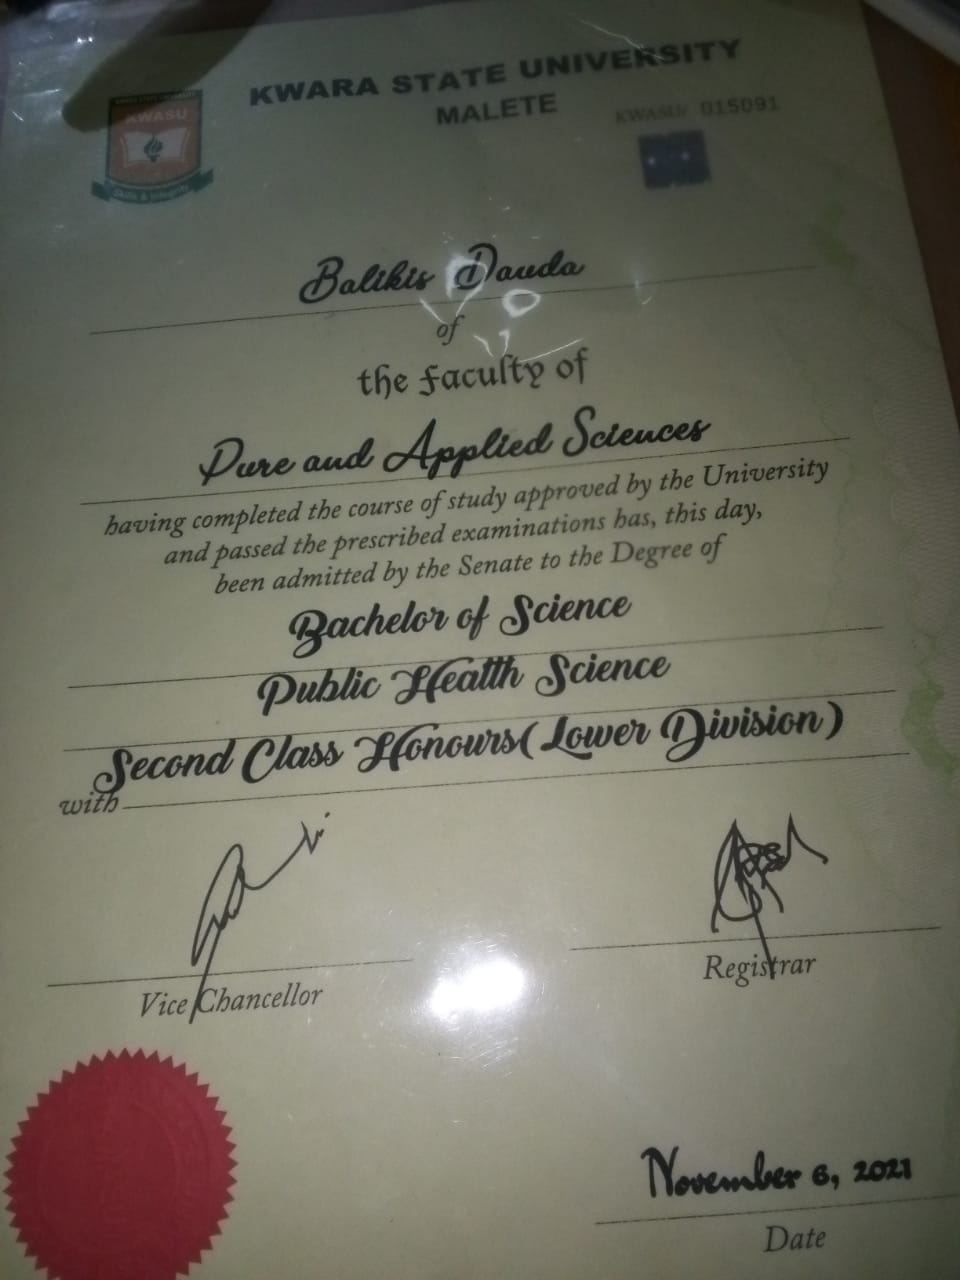 KWARA STATE UNIVERSITY
MALETE
KWASU/ 015091
KWASU
Skills & Integrity
Balikis Dauda
of
the Faculty of
Pure and Applied Sciences
having completed the course of study approved by the University
and passed the prescribed examinations has, this day,
been admitted by the Senate to the Degree of
Bachelor of Science
Public Health Science
Second Class Honours(Lower Division)
with
Vice Chancellor
Registrar
November 6, 2021
Date